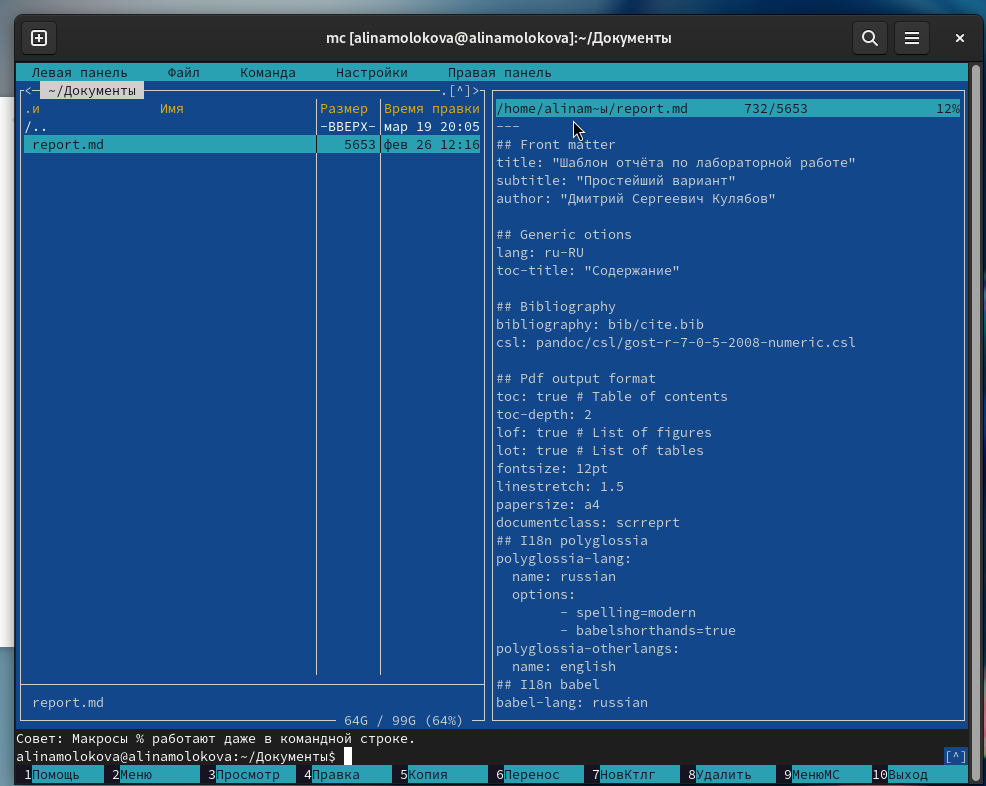 mc [alinamolokova@alinamolokova]:~/Документы
Левая панель Файл Команда Настройки Правая панель
<─ ~/Документы .[^]>
.и Имя Размер Время правки
/.. -ВВЕРХ- мар 19 20:05
report.md 5653 фев 26 12:16
report.md
64G / 99G (64%)
/home/alinam~ы/report.md 732/5653 12%
---
## Front matter
title: "Шаблон отчёта по лабораторной работе"
subtitle: "Простейший вариант"
author: "Дмитрий Сергеевич Кулябов"
## Generic otions
lang: ru-RU
toc-title: "Содержание"
## Bibliography
bibliography: bib/cite.bib
csl: pandoc/csl/gost-r-7-0-5-2008-numeric.csl
## Pdf output format
toc: true # Table of contents
toc-depth: 2
lof: true # List of figures
lot: true # List of tables
fontsize: 12pt
linestretch: 1.5
papersize: a4
documentclass: scrreprt
## I18n polyglossia
polyglossia-lang:
name: russian
options:
- spelling=modern
- babelshorthands=true
polyglossia-otherlangs:
name: english
## I18n babel
babel-lang: russian
Совет: Макросы % работают даже в командной строке.
alinamolokova@alinamolokova:~/Документы$ [^]
1Помощь 2Меню 3Просмотр 4Правка 5Копия 6Перенос 7НовКтлг 8Удалить 9МенюMC 10Выход